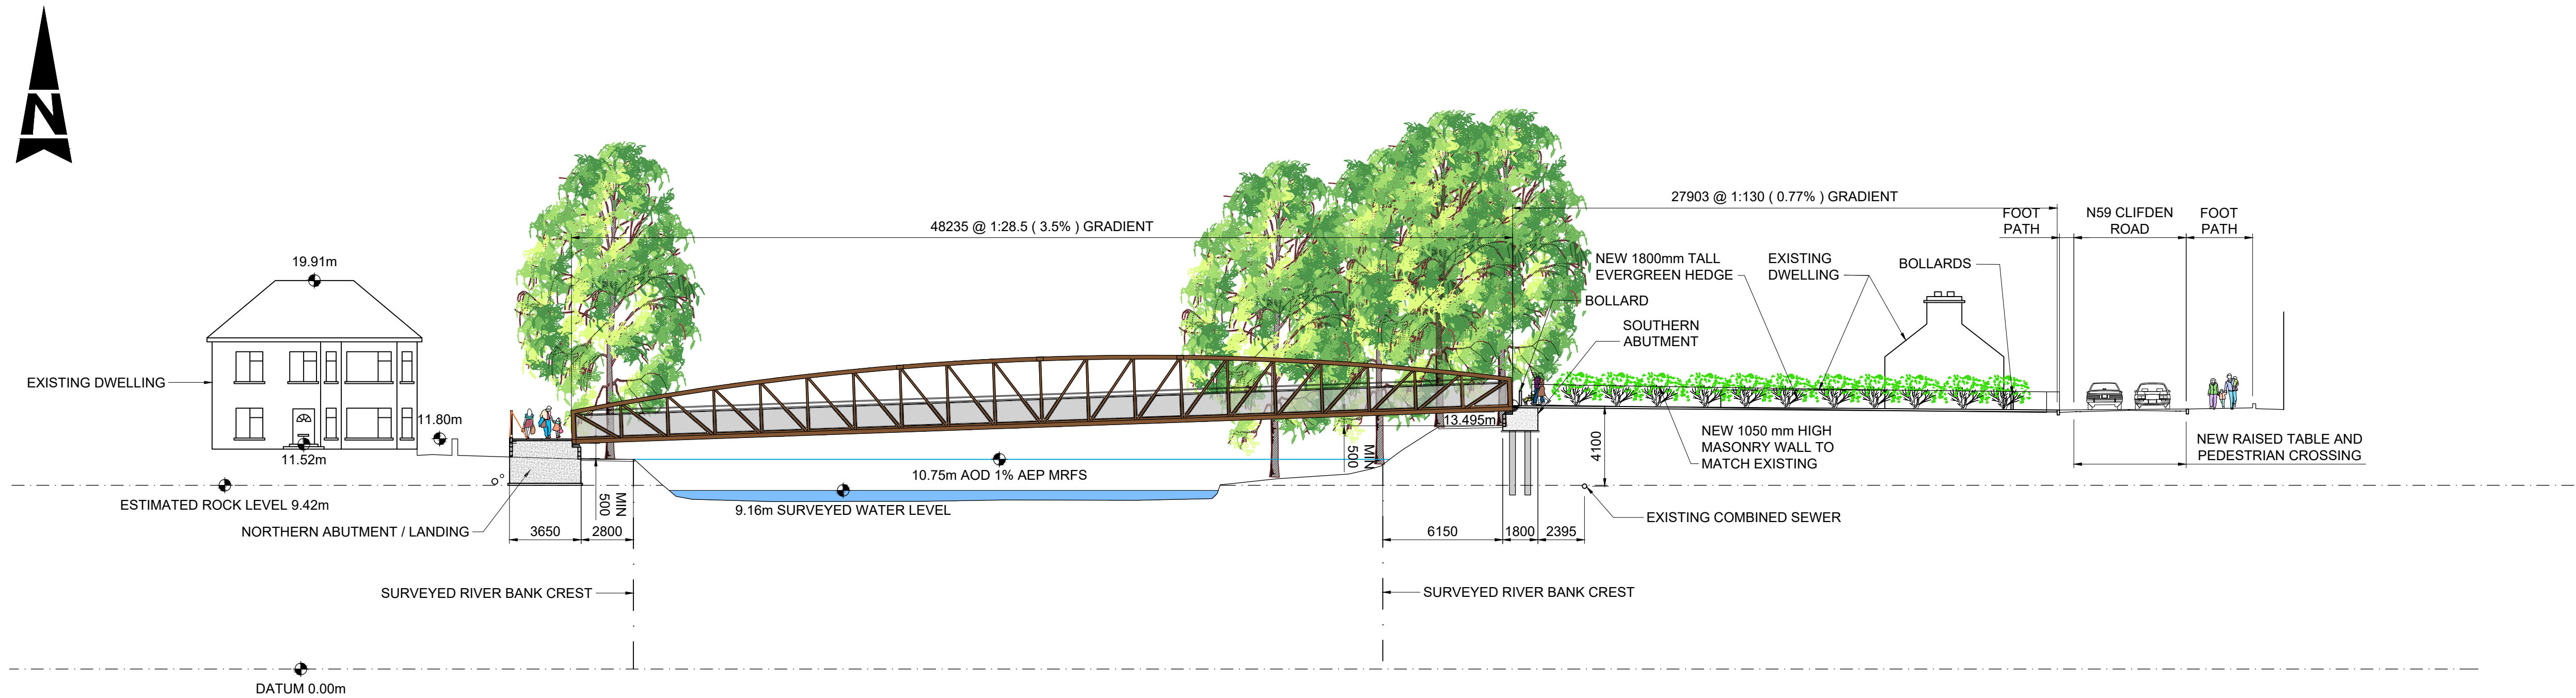 N
48235 @ 1:28.5 ( 3.5% ) GRADIENT
27903 @ 1:130 ( 0.77% ) GRADIENT
FOOT
PATH
N59 CLIFDEN
ROAD
FOOT
PATH
19.91m
NEW 1800mm TALL
EVERGREEN HEDGE
EXISTING
DWELLING
BOLLARDS
BOLLARD
SOUTHERN
ABUTMENT
EXISTING DWELLING
11.80m
11.52m
13.495m
MIN
500
4100
NEW 1050 mm HIGH
MASONRY WALL TO
MATCH EXISTING
NEW RAISED TABLE AND
PEDESTRIAN CROSSING
10.75m AOD 1% AEP MRFS
ESTIMATED ROCK LEVEL 9.42m
MIN
500
9.16m SURVEYED WATER LEVEL
EXISTING COMBINED SEWER
NORTHERN ABUTMENT / LANDING
3650
2800
6150
1800
2395
SURVEYED RIVER BANK CREST
SURVEYED RIVER BANK CREST
DATUM 0.00m